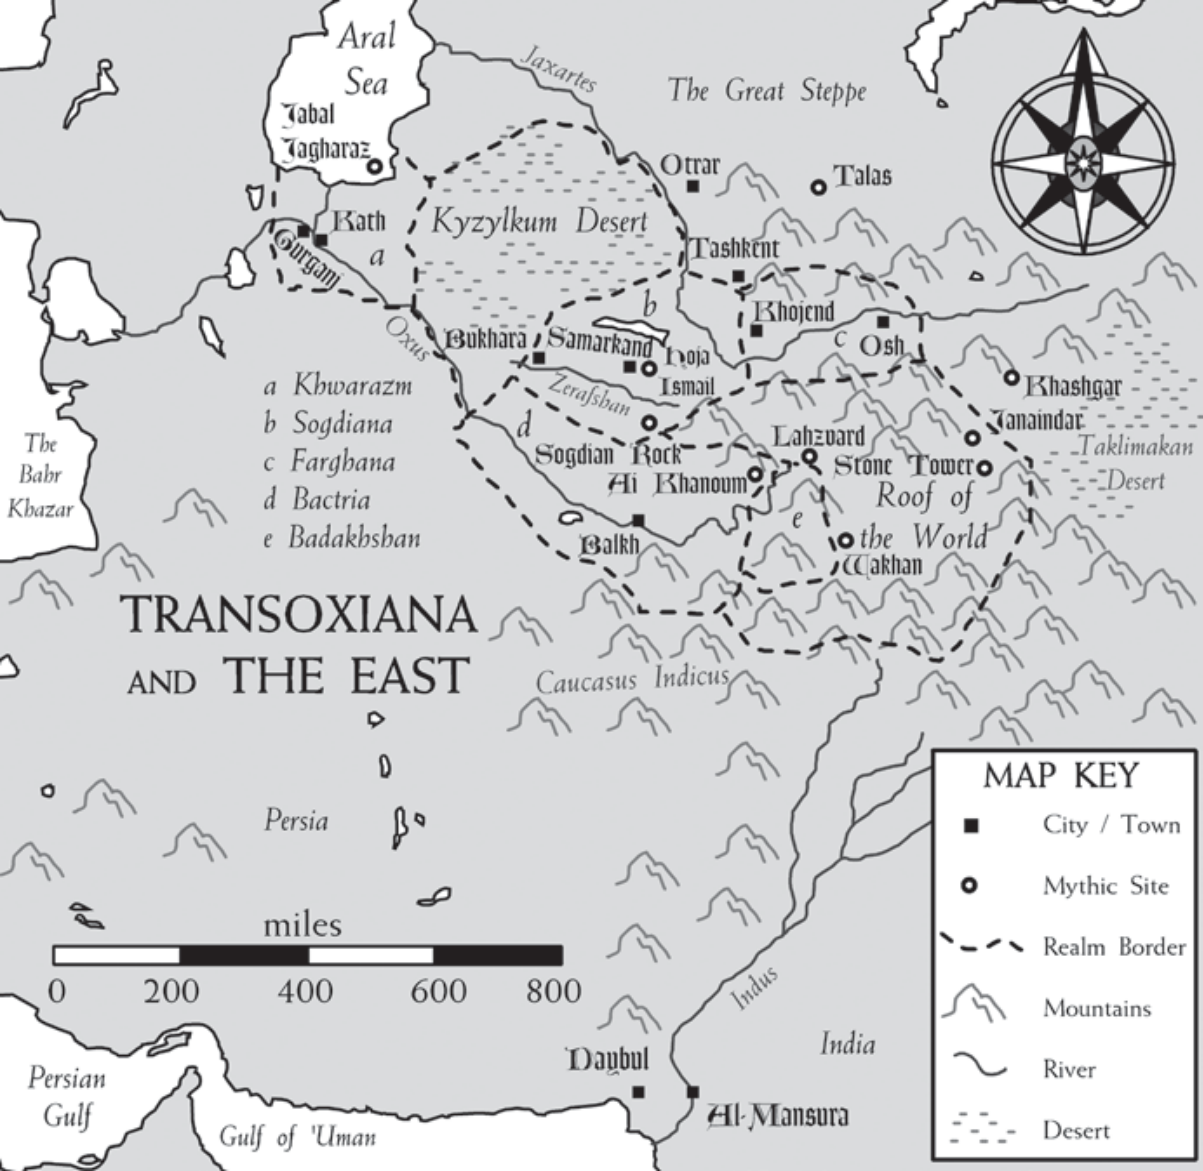 Aral
Sea
Jaxartes
The Great Steppe
Jabal
Jagharaz
Otrar
Talas
Kath
Kyzylkum Desert
Gurganj
a
Tashkent
b
Khojend
Oxus
Bukhara
Samarkand
Hoja
Ismail
c
Osh
Zerafshan
Khashgar
a Khwarazm
b Sogdiana
c Farghana
d Bactria
e Badakhshan
d
Sogdian Rock
Lahzuard
Tanaindar
Stone Tower
Taklimakan
Desert
The
Bahr
Khazar
Ai Khanoum
Roof of
the World
e
Balkh
Wakhan
TRANSOXIANA
AND THE EAST
Caucasus Indicus
Persia
miles
0 200 400 600 800
Indus
India
Daybul
Al-Mansura
Persian
Gulf
Gulf of 'Uman
MAP KEY
City / Town
Mythic Site
Realm Border
Mountains
River
Desert